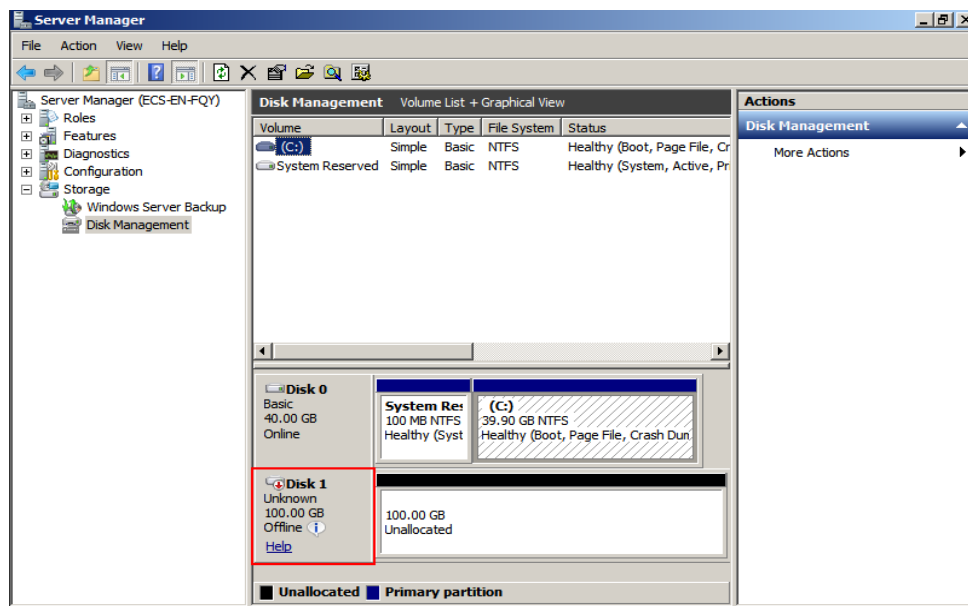 Server Manager
File Action View Help
Server Manager (ECS-EN-FQY)
Roles
Features
Diagnostics
Configuration
Storage
Windows Server Backup
Disk Management
Disk Management Volume List + Graphical View
Volume Layout Type File System Status
(C:) Simple Basic NTFS Healthy (Boot, Page File, Cr
System Reserved Simple Basic NTFS Healthy (System, Active, Pri
Disk 0
Basic
40.00 GB
Online
System Res
100 MB NTFS
Healthy (Syst
(C:)
39.90 GB NTFS
Healthy (Boot, Page File, Crash Dun
Disk 1
Unknown
100.00 GB
Offline
Help
100.00 GB
Unallocated
Unallocated Primary partition
Actions
Disk Management
More Actions